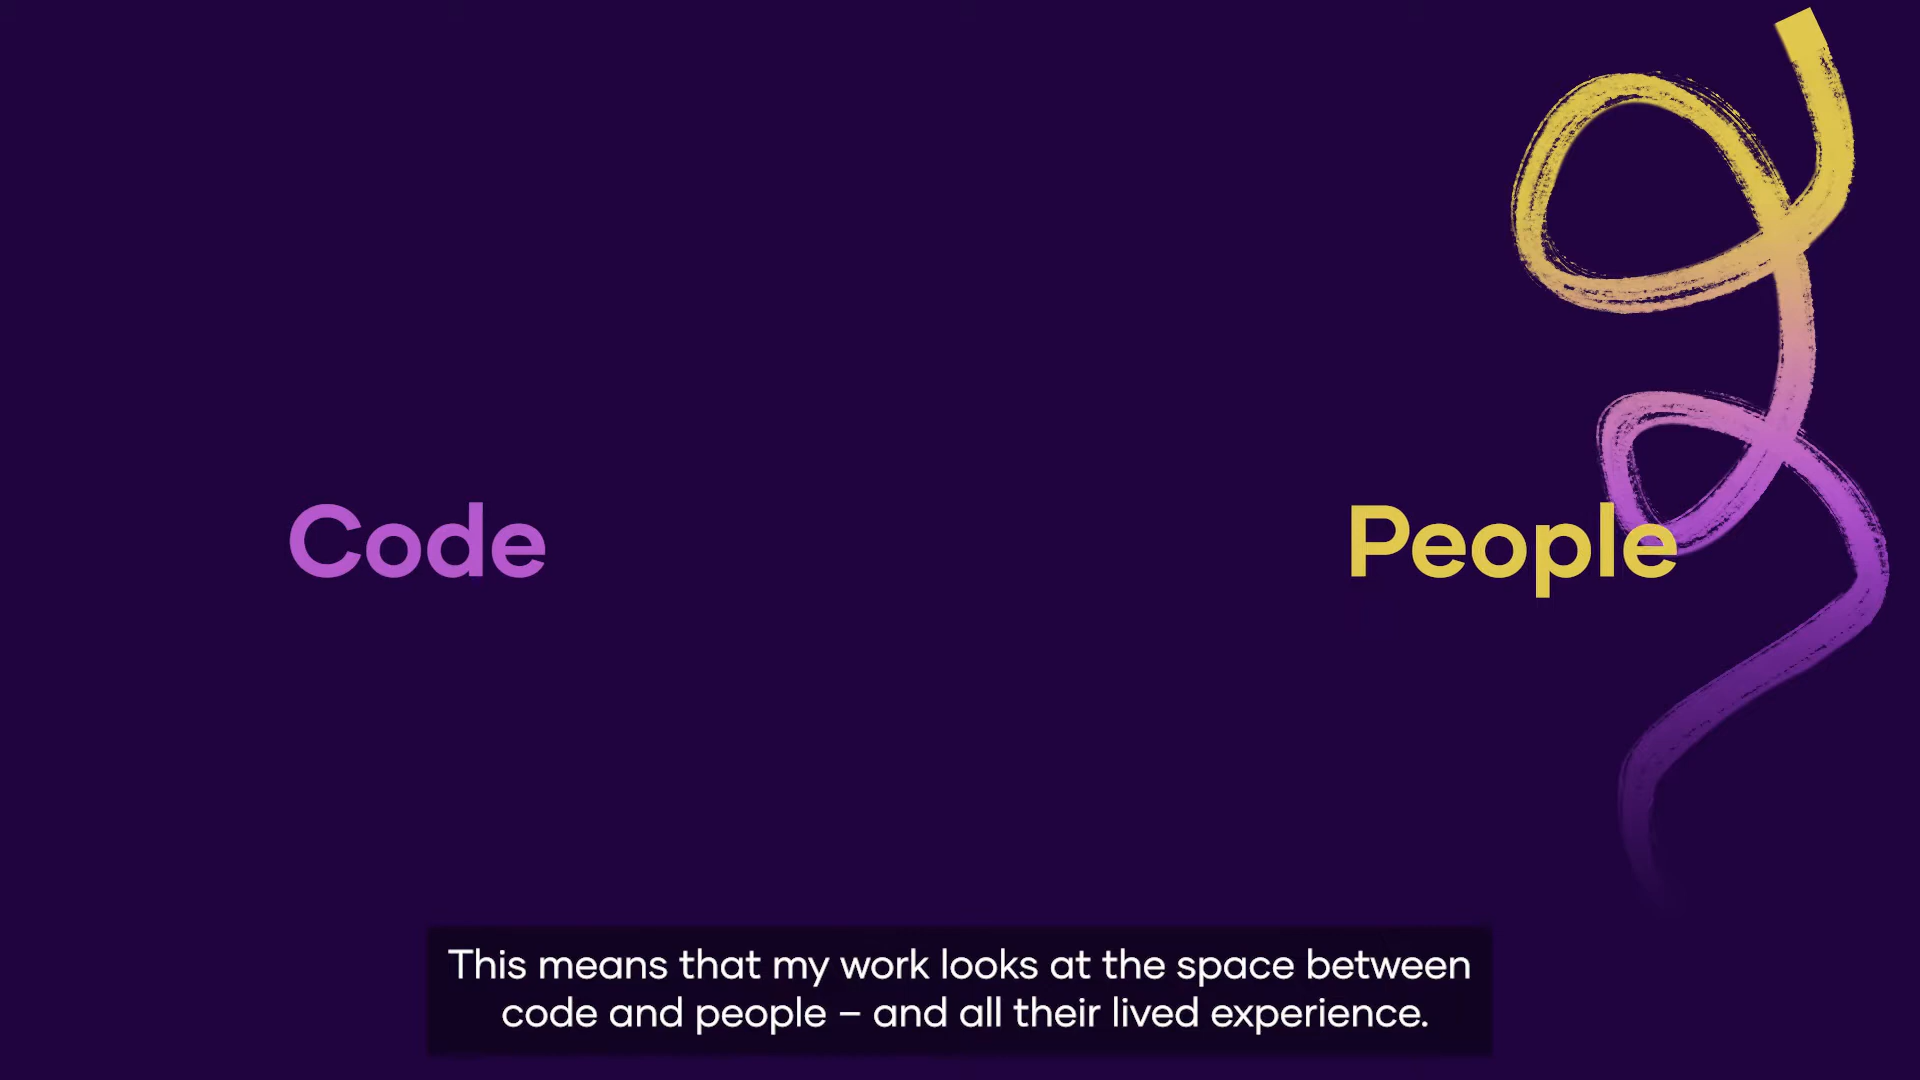 Code
People
This means that my work looks at the space between
code and people – and all their lived experience.